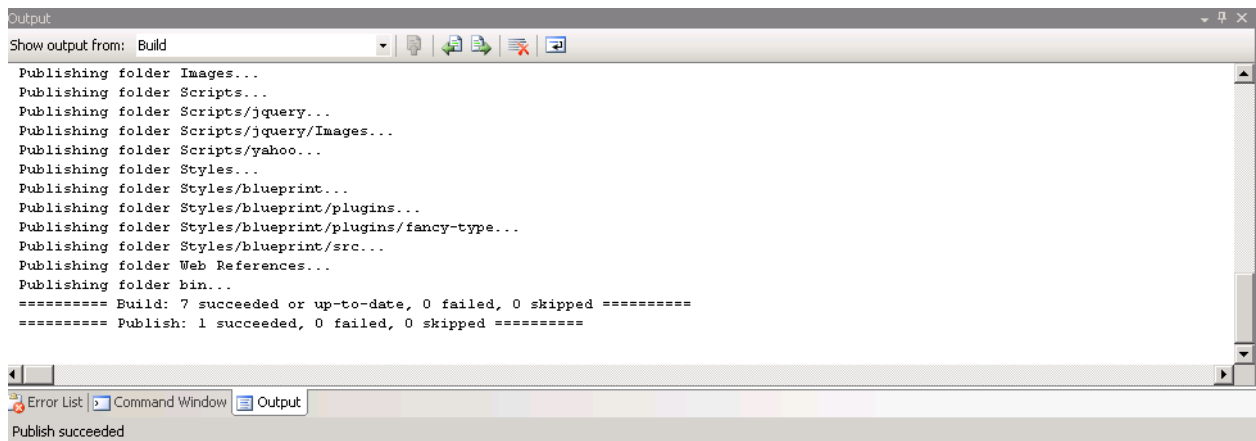 Output
Show output from: Build
Publishing folder Images...
Publishing folder Scripts...
Publishing folder Scripts/jquery...
Publishing folder Scripts/jquery/Images...
Publishing folder Scripts/yahoo...
Publishing folder Styles...
Publishing folder Styles/blueprint...
Publishing folder Styles/blueprint/plugins...
Publishing folder Styles/blueprint/plugins/fancy-type...
Publishing folder Styles/blueprint/src...
Publishing folder Web References...
Publishing folder bin...
========== Build: 7 succeeded or up-to-date, 0 failed, 0 skipped ==========
========== Publish: 1 succeeded, 0 failed, 0 skipped ==========
Error List Command Window Output
Publish succeeded